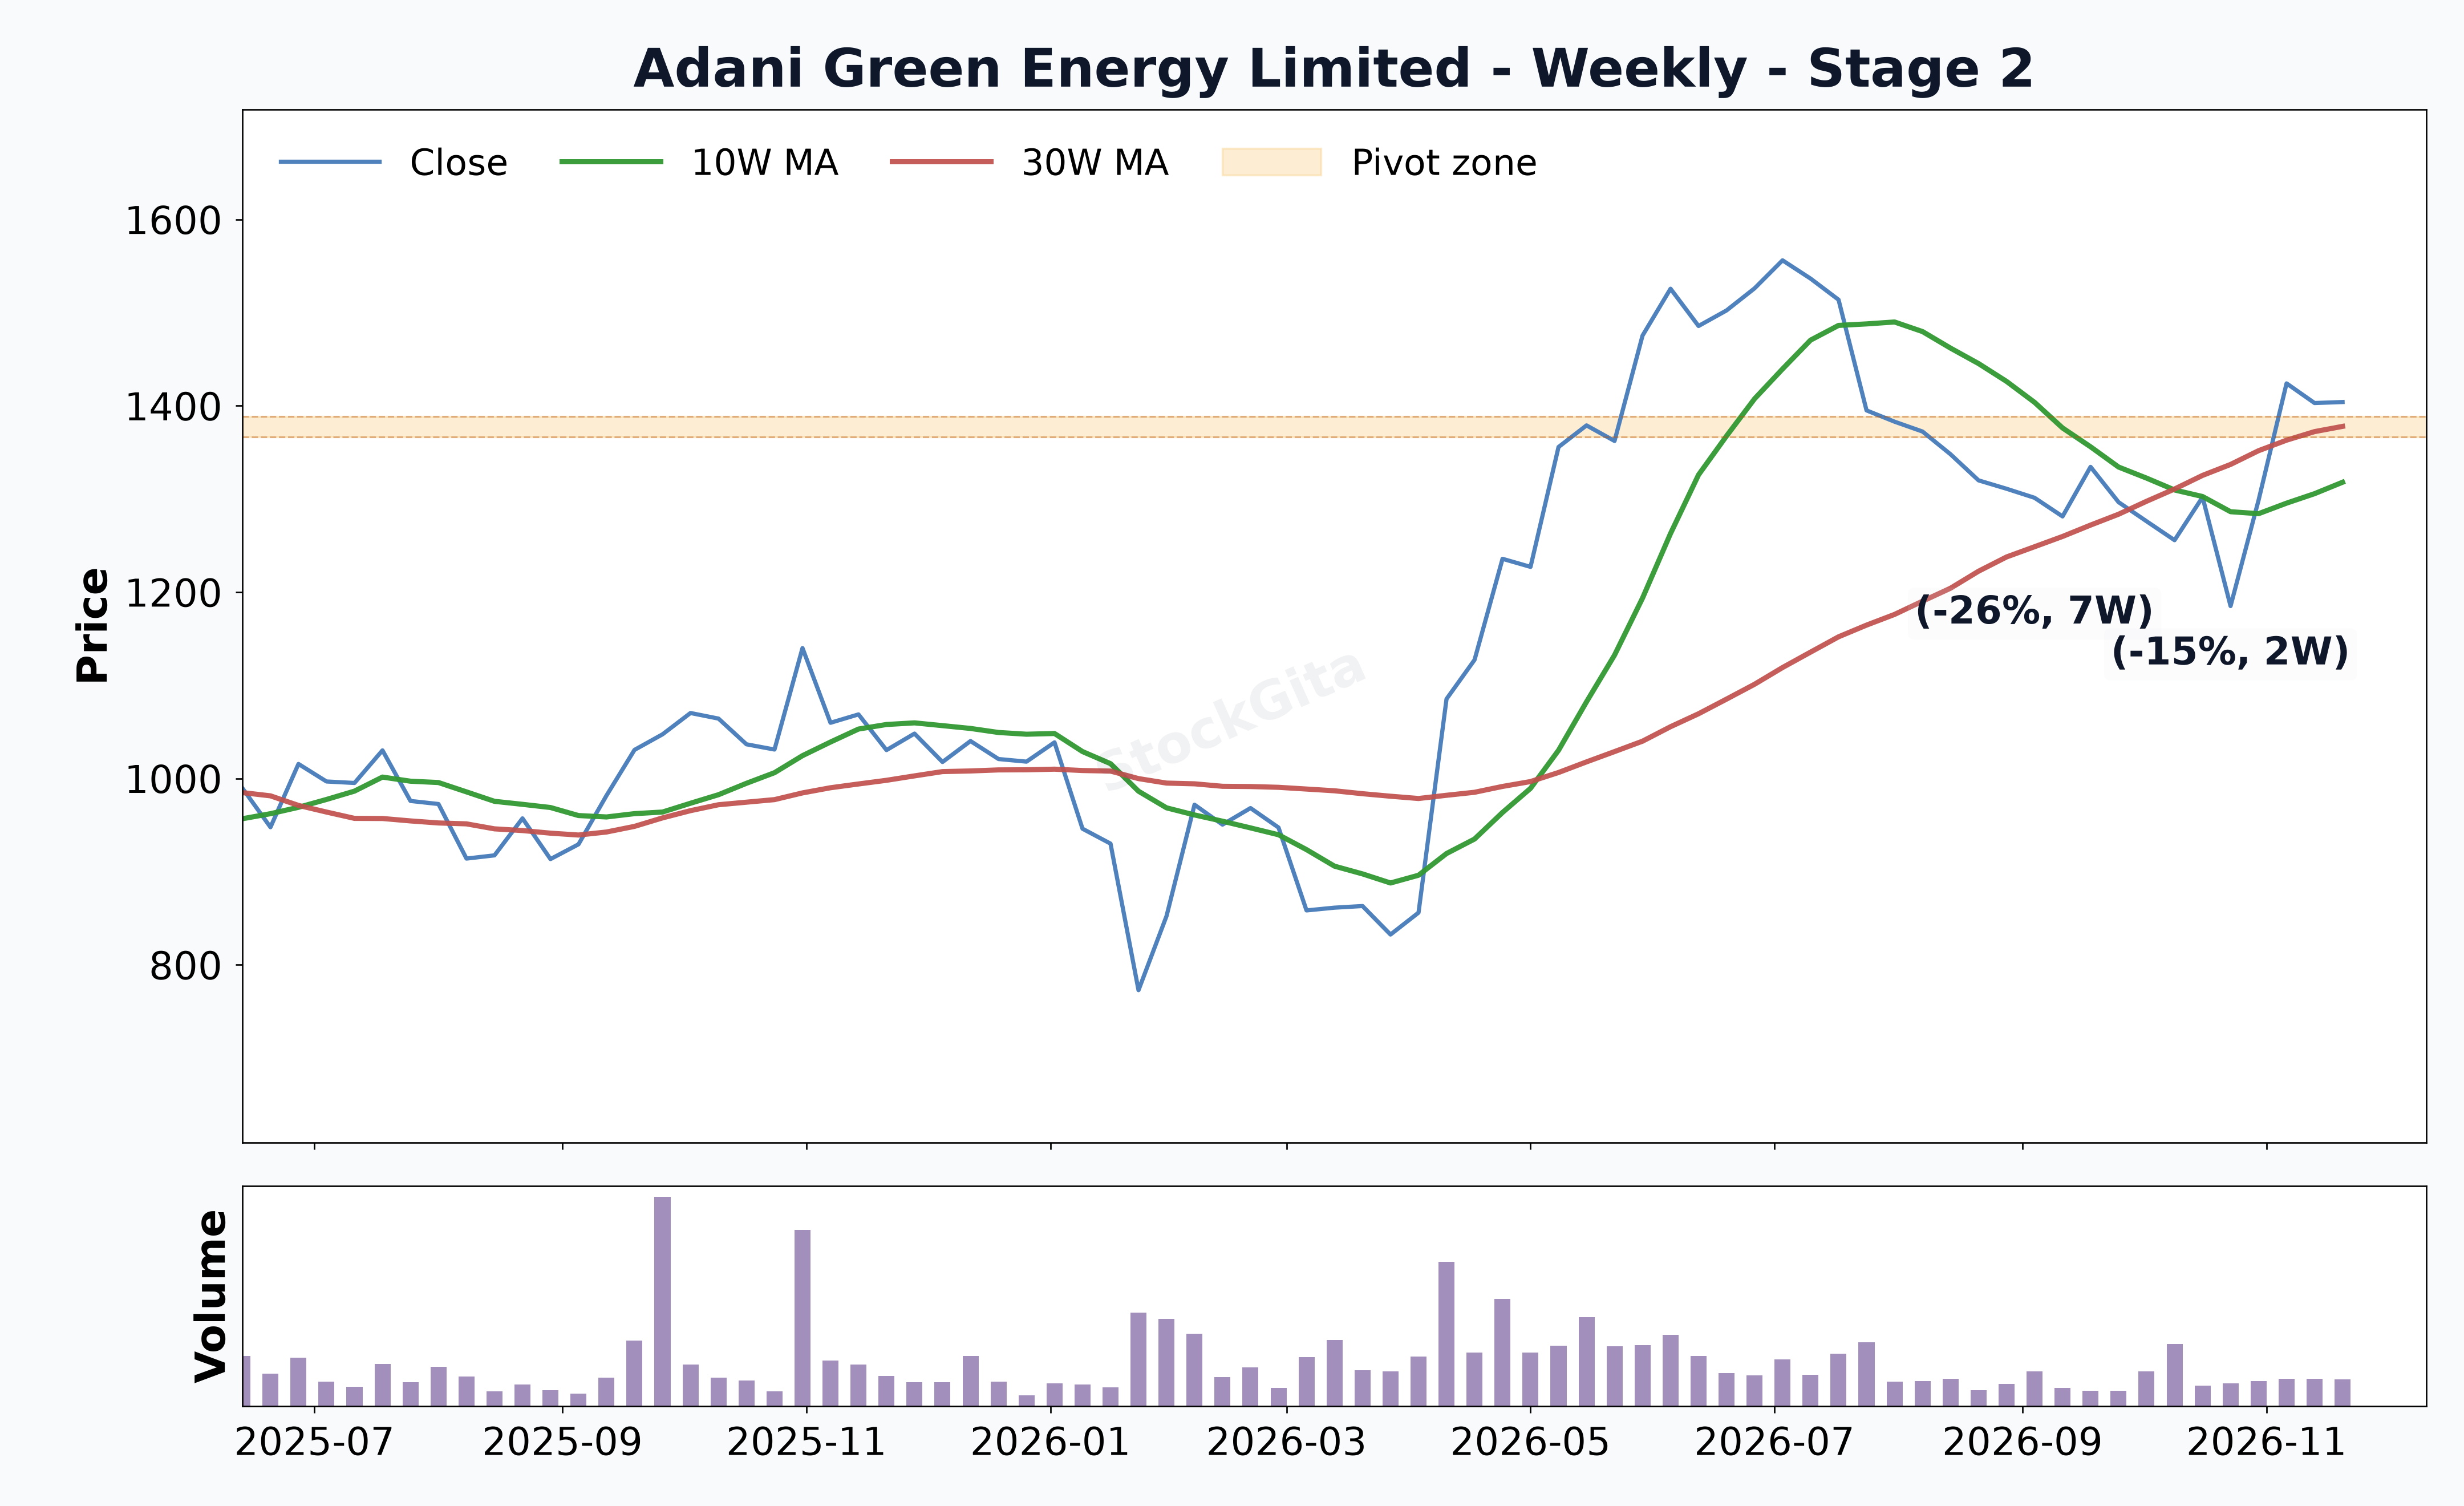 Adani Green Energy Limited - Weekly - Stage 2
Close 10W MA 30W MA Pivot zone
1600
1400
1200
1000
800
Price
(-26%, 7W)
(-15%, 2W)
StockGita
Volume
2025-07 2025-09 2025-11 2026-01 2026-03 2026-05 2026-07 2026-09 2026-11